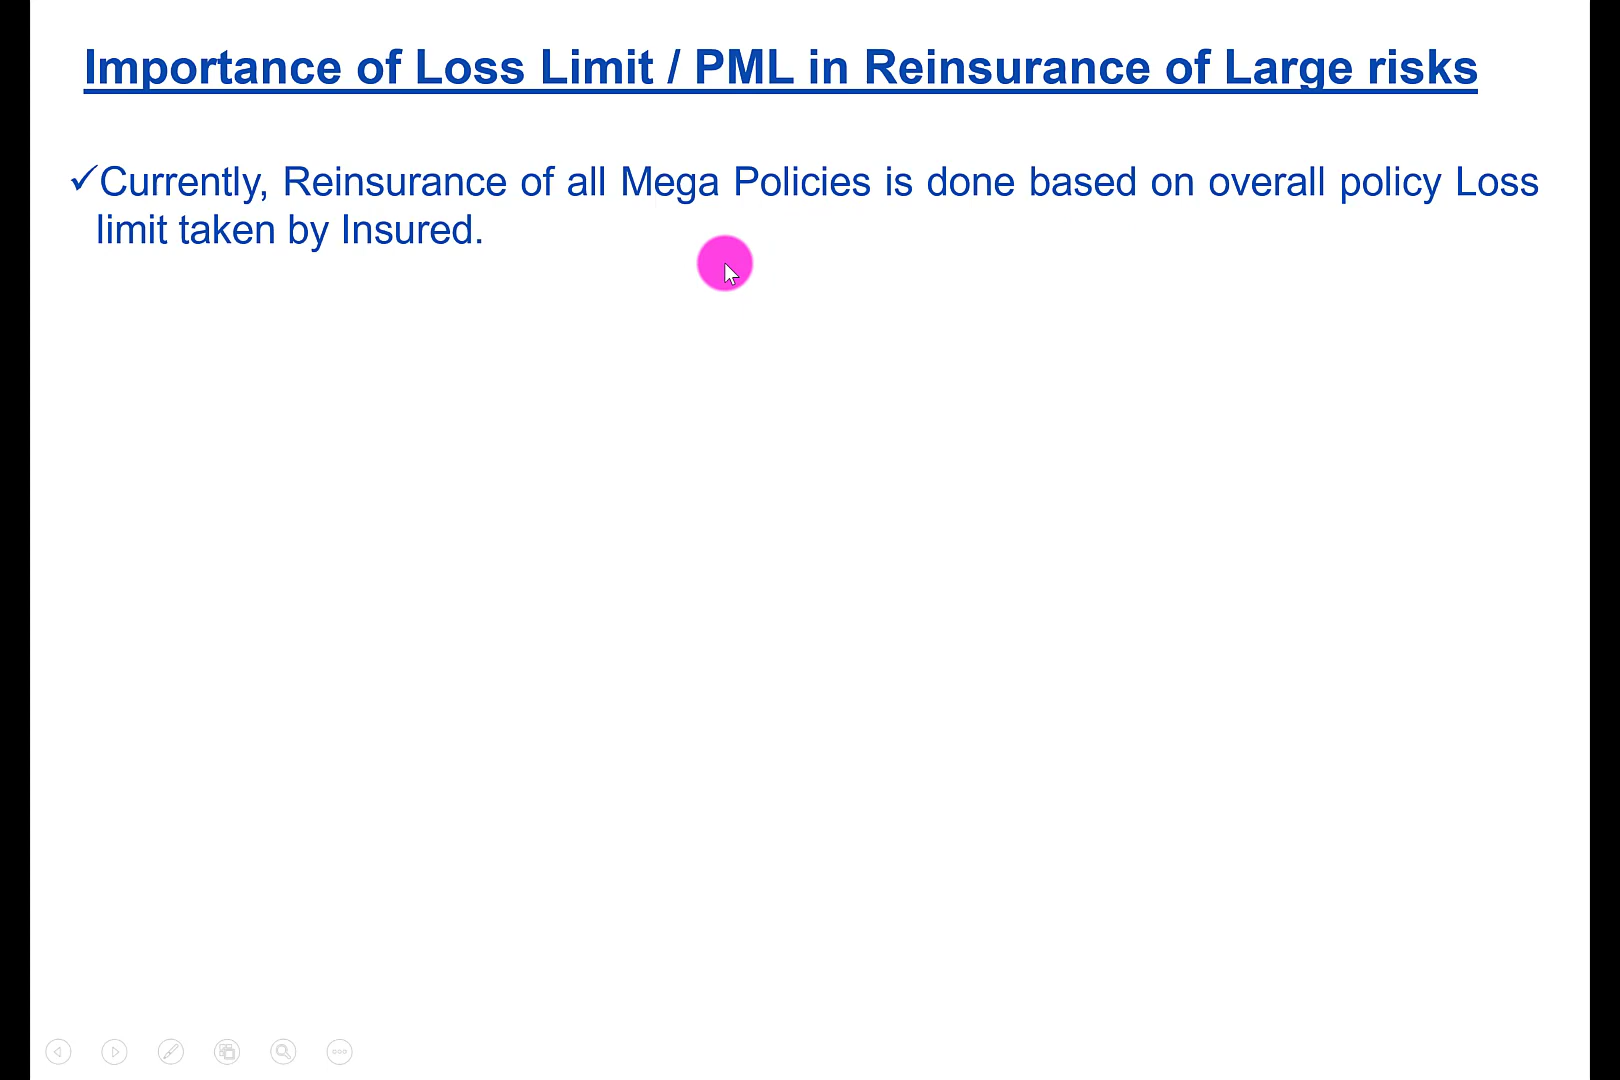 Importance of Loss Limit / PML in Reinsurance of Large risks
✓Currently, Reinsurance of all Mega Policies is done based on overall policy Loss
limit taken by Insured.